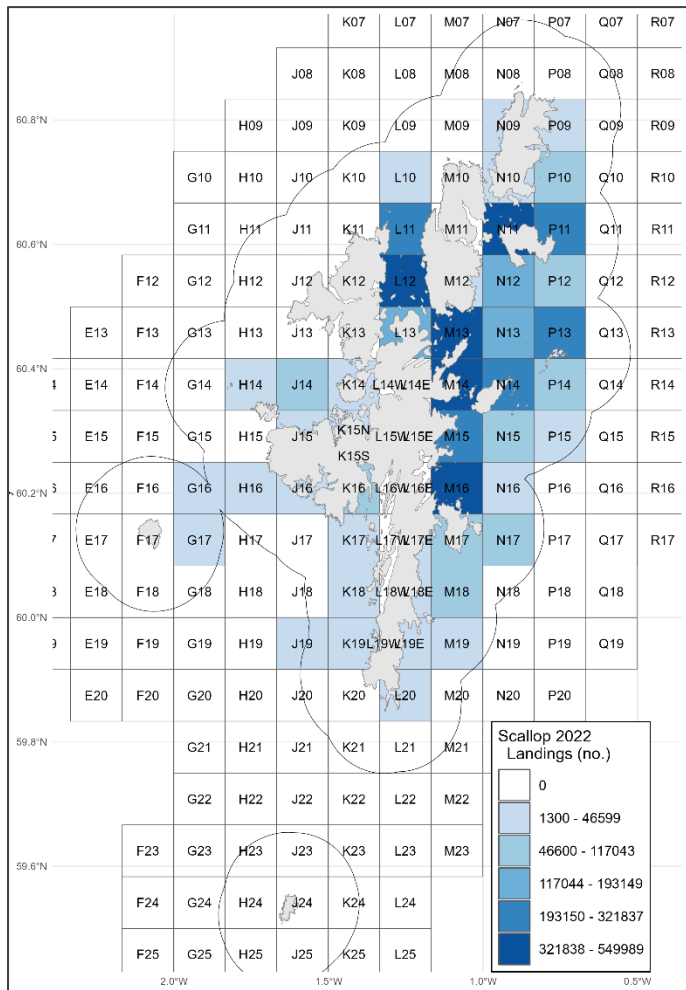 K07 L07 M07 N07 P07 Q07 R07
J08 K08 L08 M08 N08 P08 Q08 R08
60.8°N
H09 J09 K09 L09 M09 N09 P09 Q09 R09
G10 H10 J10 K10 L10 M10 N10 P10 Q10 R10
G11 H11 J11 K11 L11 M11 N11 P11 Q11 R11
60.6°N
F12 G12 H12 J12 K12 L12 M12 N12 P12 Q12 R12
E13 F13 G13 H13 J13 K13 L13 M13 N13 P13 Q13 R13
60.4°N
4 E14 F14 G14 H14 J14 K14 L14W L14E M14 N14 P14 Q14 R14
K15N
5 E15 F15 G15 H15 J15 L15W L15E M15 N15 P15 Q15 R15
K15S
60.2°N
6 E16 F16 G16 H16 J16 K16 L16W L16E M16 N16 P16 Q16 R16
7 E17 F17 G17 H17 J17 K17 L17W L17E M17 N17 P17 Q17 R17
8 E18 F18 G18 H18 J18 K18 L18W L18E M18 N18 P18 Q18
60.0°N
9 E19 F19 G19 H19 J19 K19 L19W L19E M19 N19 P19 Q19
E20 F20 G20 H20 J20 K20 L20 M20 N20 P20
59.8°N
G21 H21 J21 K21 L21 M21
G22 H22 J22 K22 L22 M22
59.6°N
F23 G23 H23 J23 K23 L23 M23
F24 G24 H24 J24 K24 L24
F25 G25 H25 J25 K25 L25
2.0°W 1.5°W 1.0°W 0.5°W
Scallop 2022
Landings (no.)
0
1300 - 46599
46600 - 117043
117044 - 193149
193150 - 321837
321838 - 549989